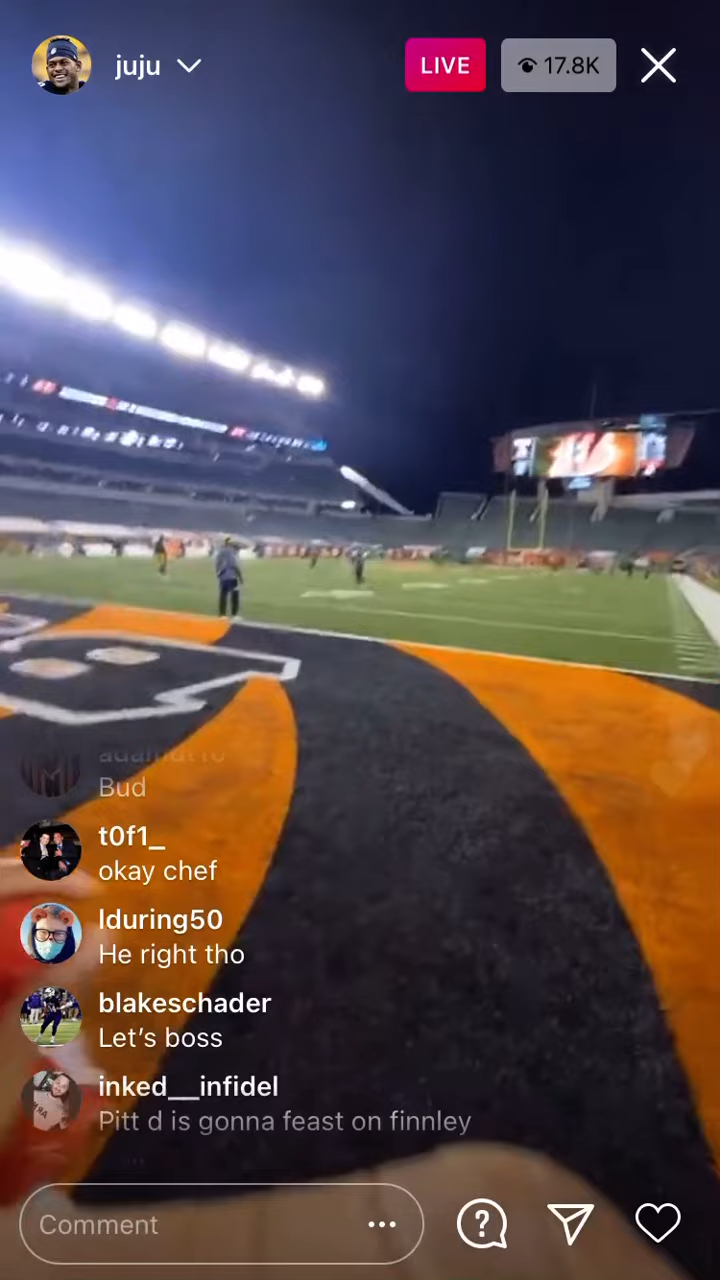 juju
LIVE
17.8K
Bud
t0f1_
okay chef
lduring50
He right tho
blakeschader
Let’s boss
inked__infidel
Pitt d is gonna feast on finnley
Comment